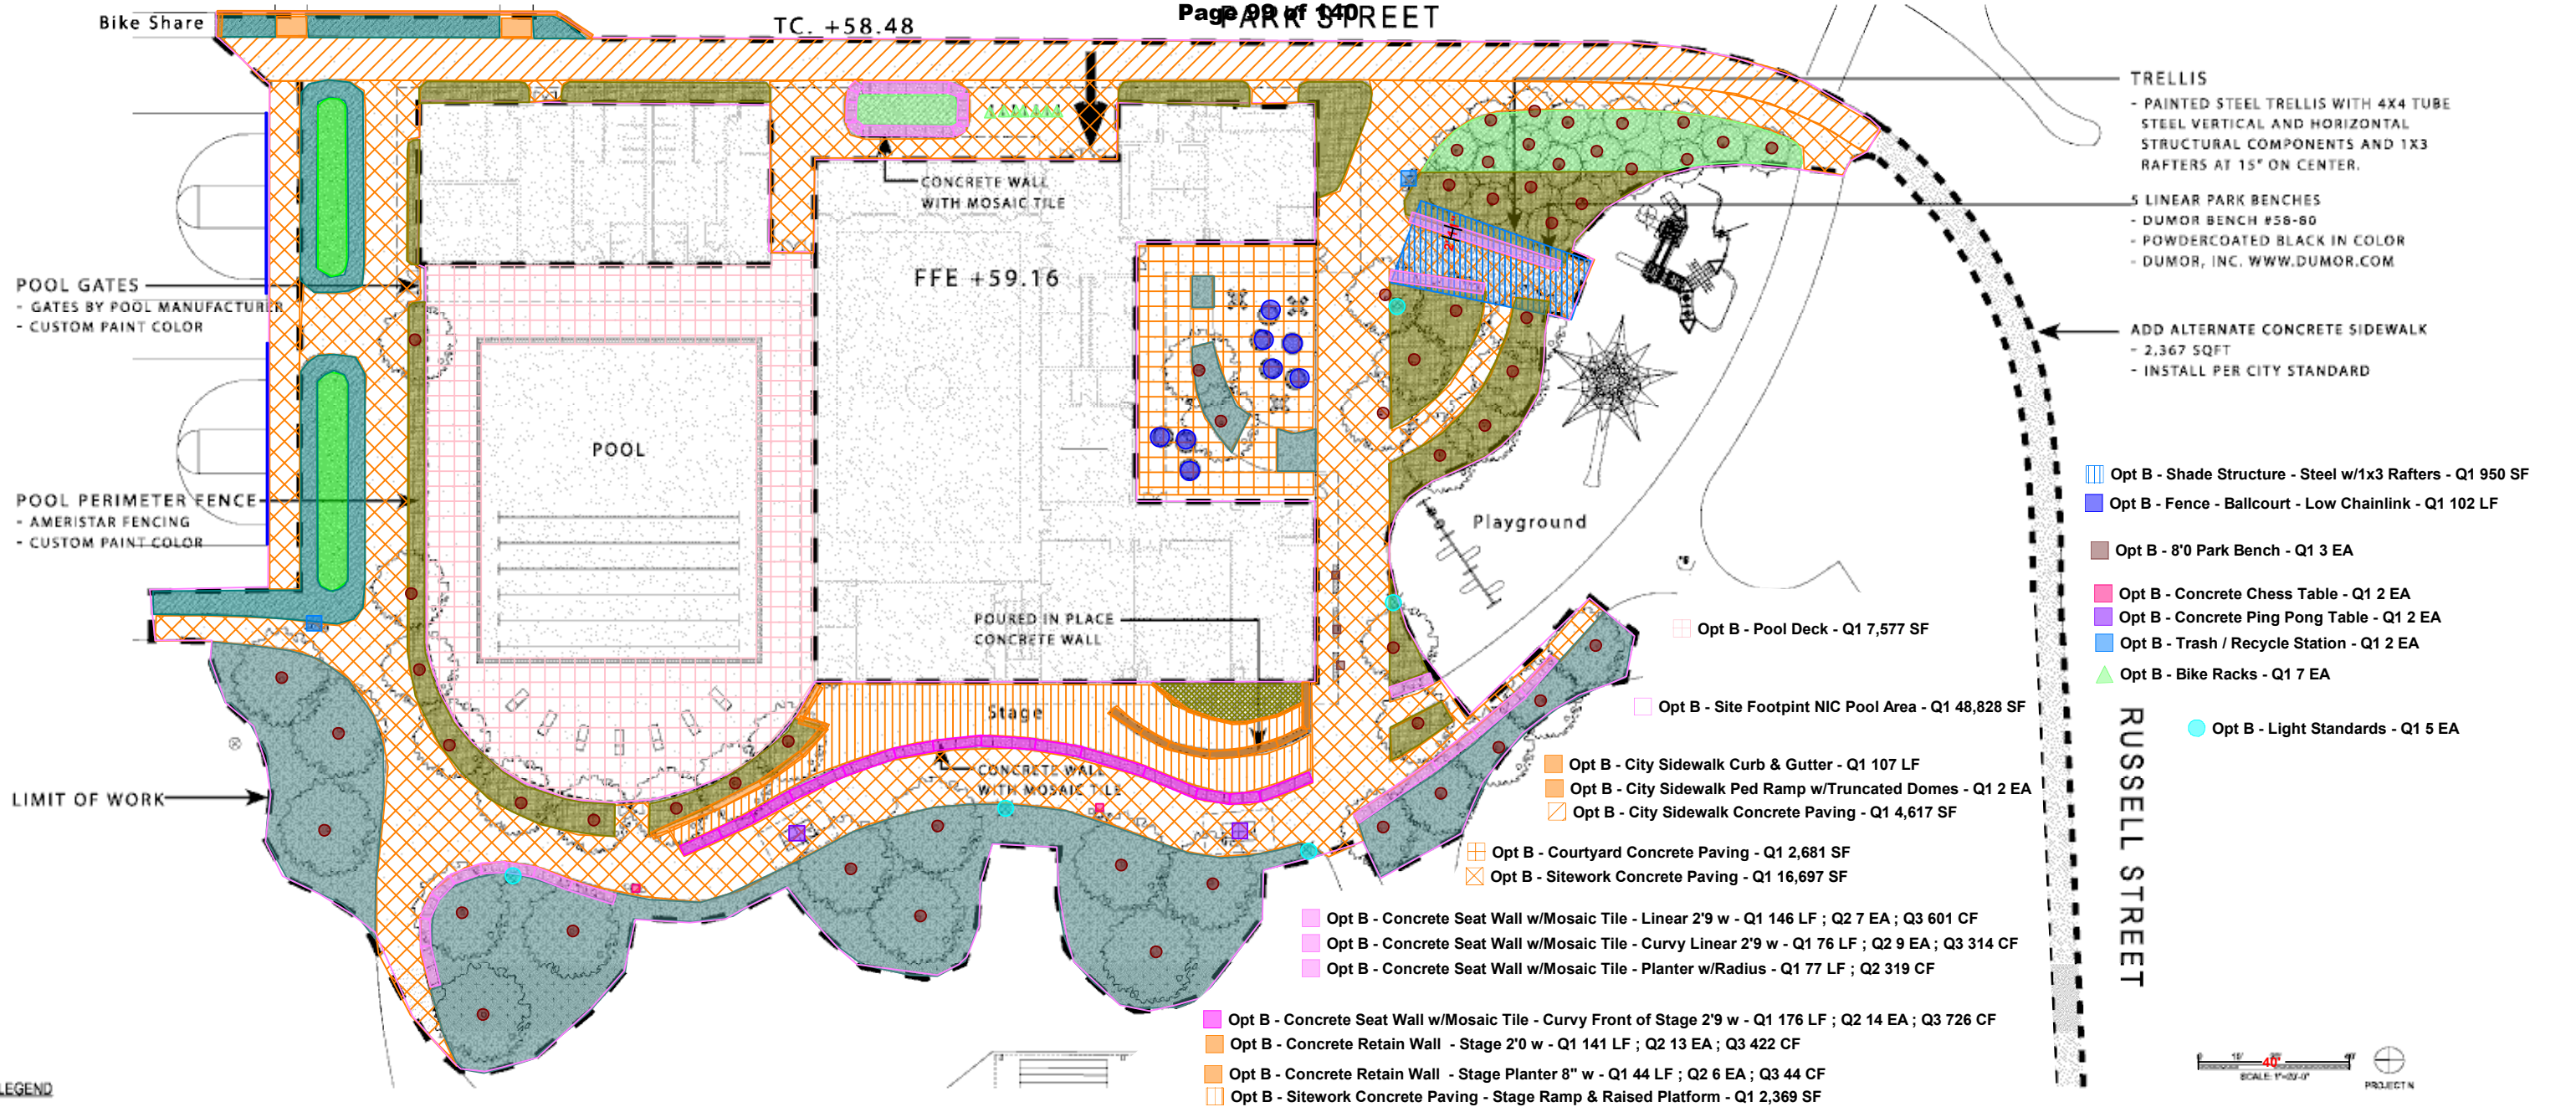 Page 99 of 140
PARK STREET
Bike Share
TC. +58.48
TRELLIS
- PAINTED STEEL TRELLIS WITH 4X4 TUBE
STEEL VERTICAL AND HORIZONTAL
STRUCTURAL COMPONENTS AND 1X3
RAFTERS AT 15" ON CENTER.
5 LINEAR PARK BENCHES
- DUMOR BENCH #58-80
- POWDERCOATED BLACK IN COLOR
- DUMOR, INC. WWW.DUMOR.COM
ADD ALTERNATE CONCRETE SIDEWALK
- 2,367 SQFT
- INSTALL PER CITY STANDARD
CONCRETE WALL
WITH MOSAIC TILE
FFE +59.16
POOL GATES
- GATES BY POOL MANUFACTURER
- CUSTOM PAINT COLOR
POOL
POOL PERIMETER FENCE
- AMERISTAR FENCING
- CUSTOM PAINT COLOR
Playground
POURED IN PLACE
CONCRETE WALL
Stage
CONCRETE WALL
WITH MOSAIC TILE
LIMIT OF WORK
Opt B - Shade Structure - Steel w/1x3 Rafters - Q1 950 SF
Opt B - Fence - Ballcourt - Low Chainlink - Q1 102 LF
Opt B - 8'0 Park Bench - Q1 3 EA
Opt B - Concrete Chess Table - Q1 2 EA
Opt B - Concrete Ping Pong Table - Q1 2 EA
Opt B - Trash / Recycle Station - Q1 2 EA
Opt B - Bike Racks - Q1 7 EA
Opt B - Light Standards - Q1 5 EA
Opt B - Pool Deck - Q1 7,577 SF
Opt B - Site Footpint NIC Pool Area - Q1 48,828 SF
Opt B - City Sidewalk Curb & Gutter - Q1 107 LF
Opt B - City Sidewalk Ped Ramp w/Truncated Domes - Q1 2 EA
Opt B - City Sidewalk Concrete Paving - Q1 4,617 SF
Opt B - Courtyard Concrete Paving - Q1 2,681 SF
Opt B - Sitework Concrete Paving - Q1 16,697 SF
Opt B - Concrete Seat Wall w/Mosaic Tile - Linear 2'9 w - Q1 146 LF ; Q2 7 EA ; Q3 601 CF
Opt B - Concrete Seat Wall w/Mosaic Tile - Curvy Linear 2'9 w - Q1 76 LF ; Q2 9 EA ; Q3 314 CF
Opt B - Concrete Seat Wall w/Mosaic Tile - Planter w/Radius - Q1 77 LF ; Q2 319 CF
Opt B - Concrete Seat Wall w/Mosaic Tile - Curvy Front of Stage 2'9 w - Q1 176 LF ; Q2 14 EA ; Q3 726 CF
Opt B - Concrete Retain Wall  - Stage 2'0 w - Q1 141 LF ; Q2 13 EA ; Q3 422 CF
Opt B - Concrete Retain Wall  - Stage Planter 8" w - Q1 44 LF ; Q2 6 EA ; Q3 44 CF
Opt B - Sitework Concrete Paving - Stage Ramp & Raised Platform - Q1 2,369 SF
RUSSELL STREET
40'
SCALE: 1"=20'-0"
PROJECT N
LEGEND